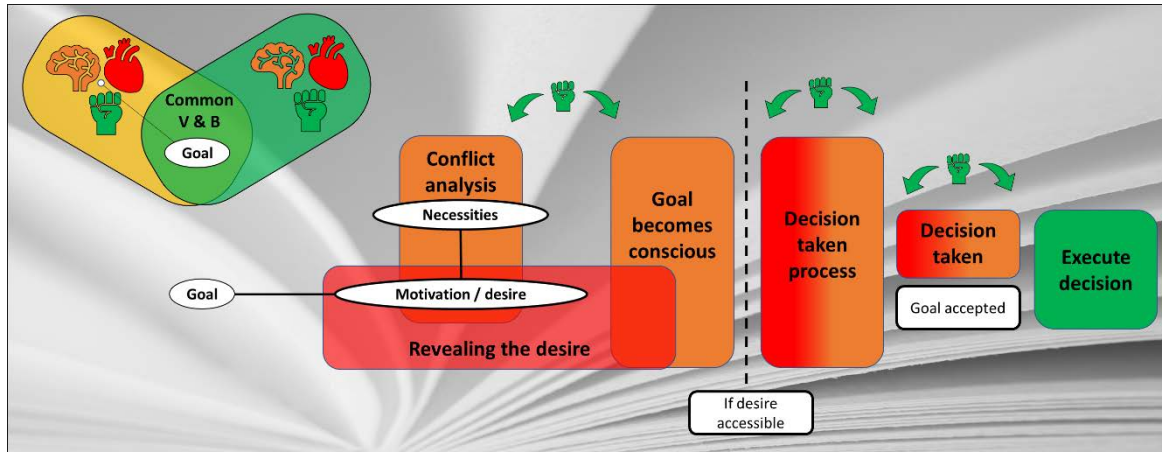 Common
V & B
Goal
Conflict
analysis
Necessities
Goal
becomes
conscious
Goal
Motivation / desire
Revealing the desire
Decision
taken
process
Decision
taken
Goal accepted
Execute
decision
If desire
accessible